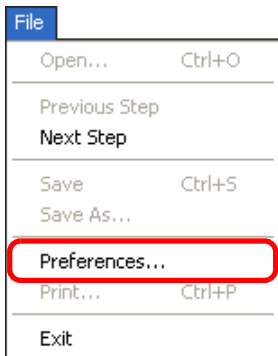 File
Open... Ctrl+O
Previous Step
Next Step
Save Ctrl+S
Save As...
Preferences...
Print... Ctrl+P
Exit